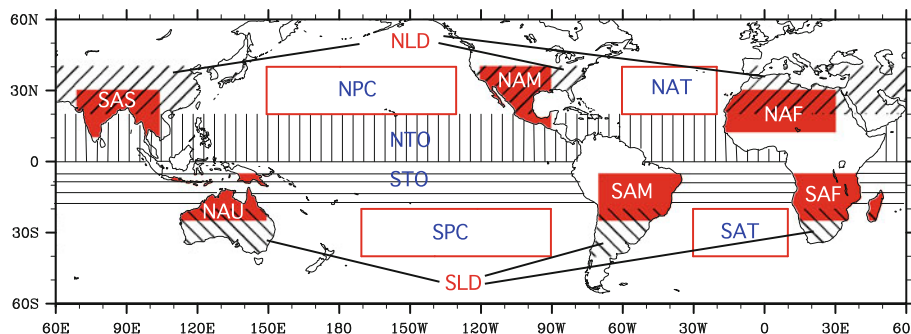 60N
NLD
SAS
NPC
NAM
NAT
30N
NAF
NTO
0
STO
SAM
SAF
NAU
30S
SPC
SAT
SLD
60S
60E 90E 120E 150E 180 150W 120W 90W 60W 30W 0 30E 60E